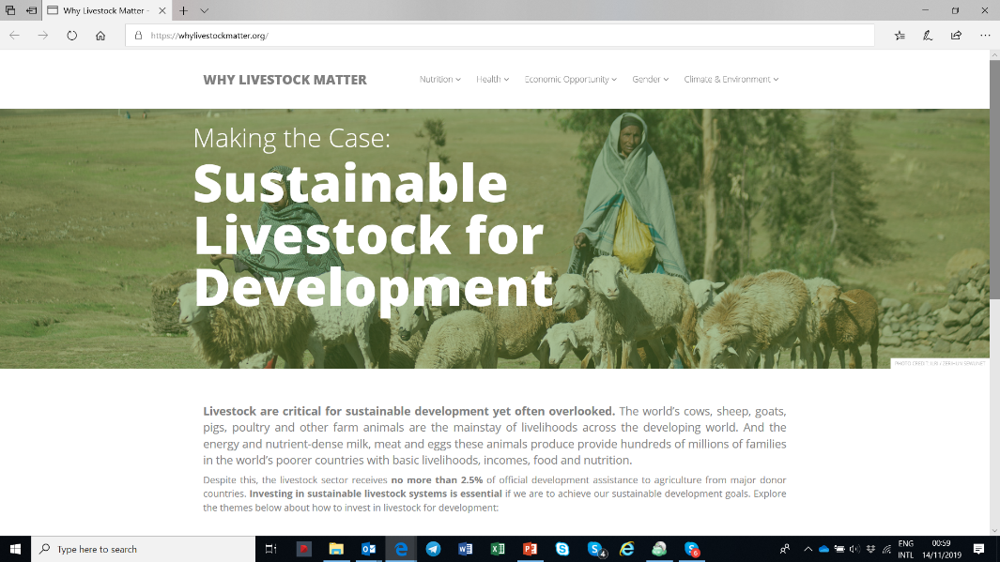 Why Livestock Matter -
https://whylivestockmatter.org/
WHY LIVESTOCK MATTER
Nutrition
Health
Economic Opportunity
Gender
Climate & Environment
Making the Case:
Sustainable
Livestock for
Development
Livestock are critical for sustainable development yet often overlooked. The world's cows, sheep, goats,
pigs, poultry and other farm animals are the mainstay of livelihoods across the developing world. And the
energy and nutrient-dense milk, meat and eggs these animals produce provide hundreds of millions of families
in the world's poorer countries with basic livelihoods, incomes, food and nutrition.
Despite this, the livestock sector receives no more than 2.5% of official development assistance to agriculture from major donor
countries. Investing in sustainable livestock systems is essential if we are to achieve our sustainable development goals. Explore
the themes below about how to invest in livestock for development:
Type here to search
ENG
INTL
00:59
14/11/2019